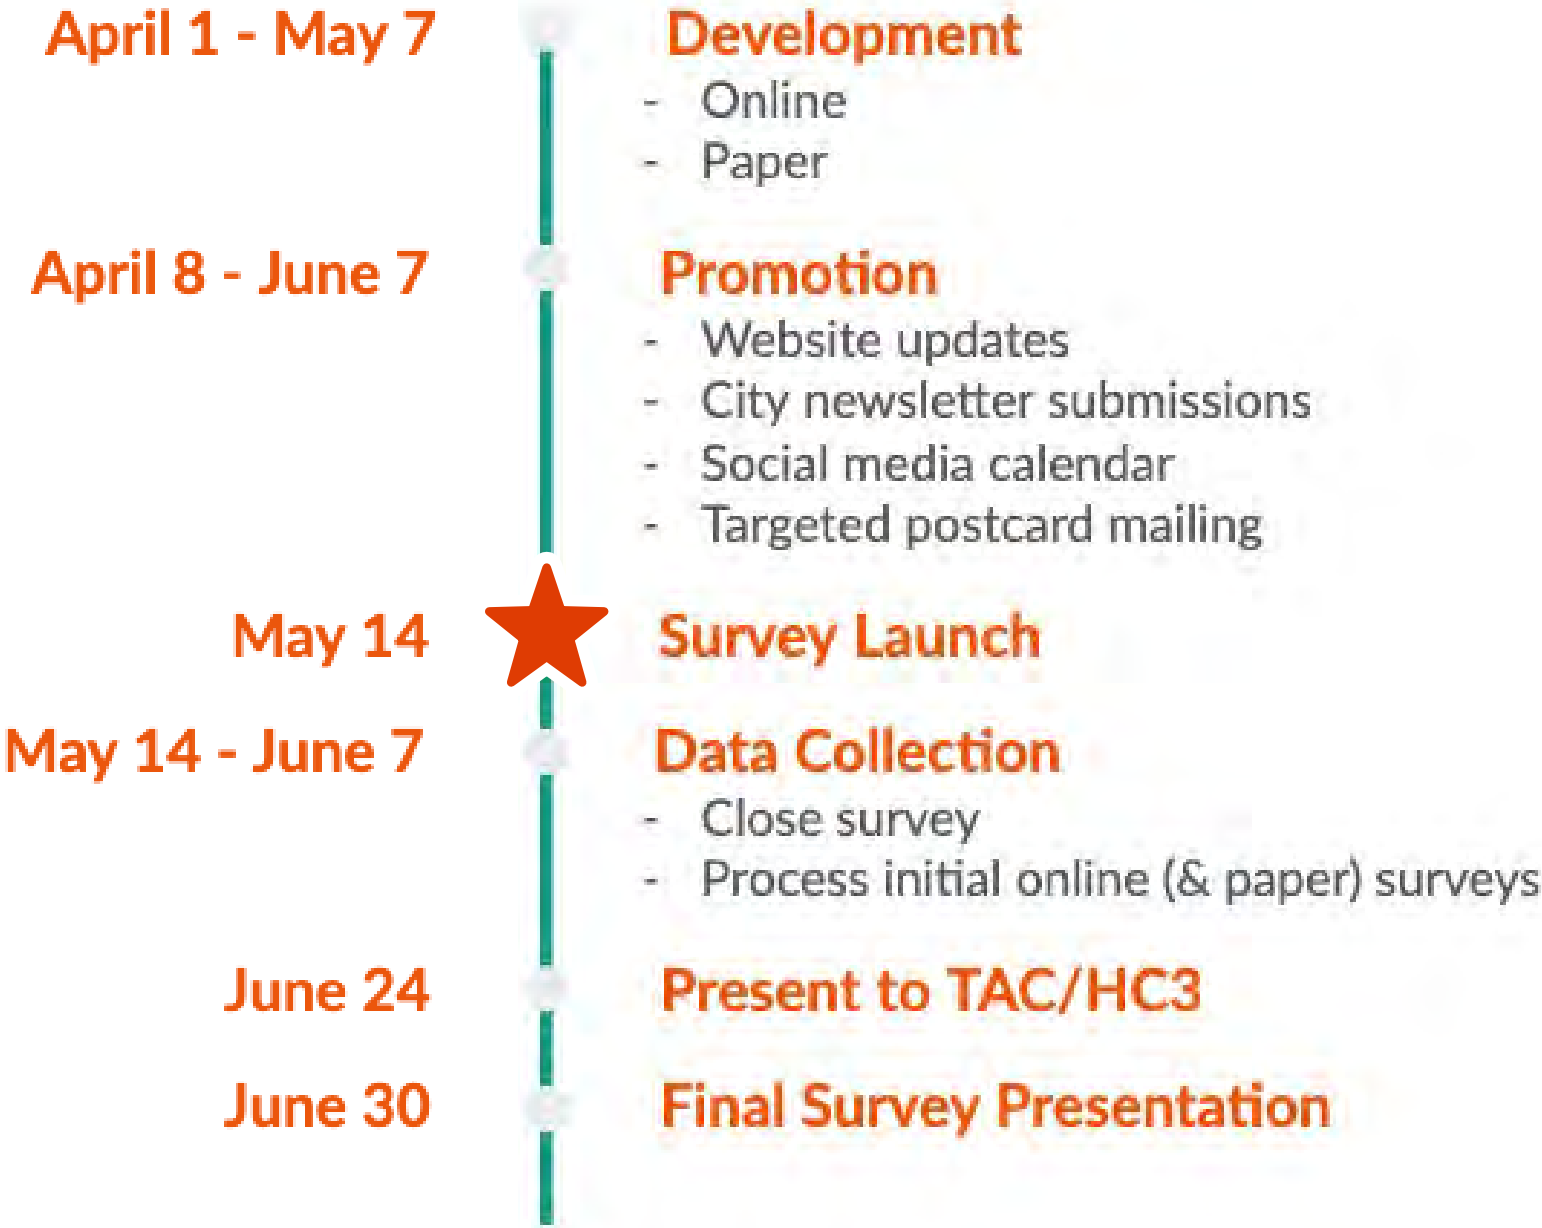 April 1 - May 7 Development
- Online
- Paper
April 8 - June 7 Promotion
- Website updates
- City newsletter submissions
- Social media calendar
- Targeted postcard mailing
May 14 Survey Launch
May 14 - June 7 Data Collection
- Close survey
- Process initial online (& paper) surveys
June 24 Present to TAC/HC3
June 30 Final Survey Presentation